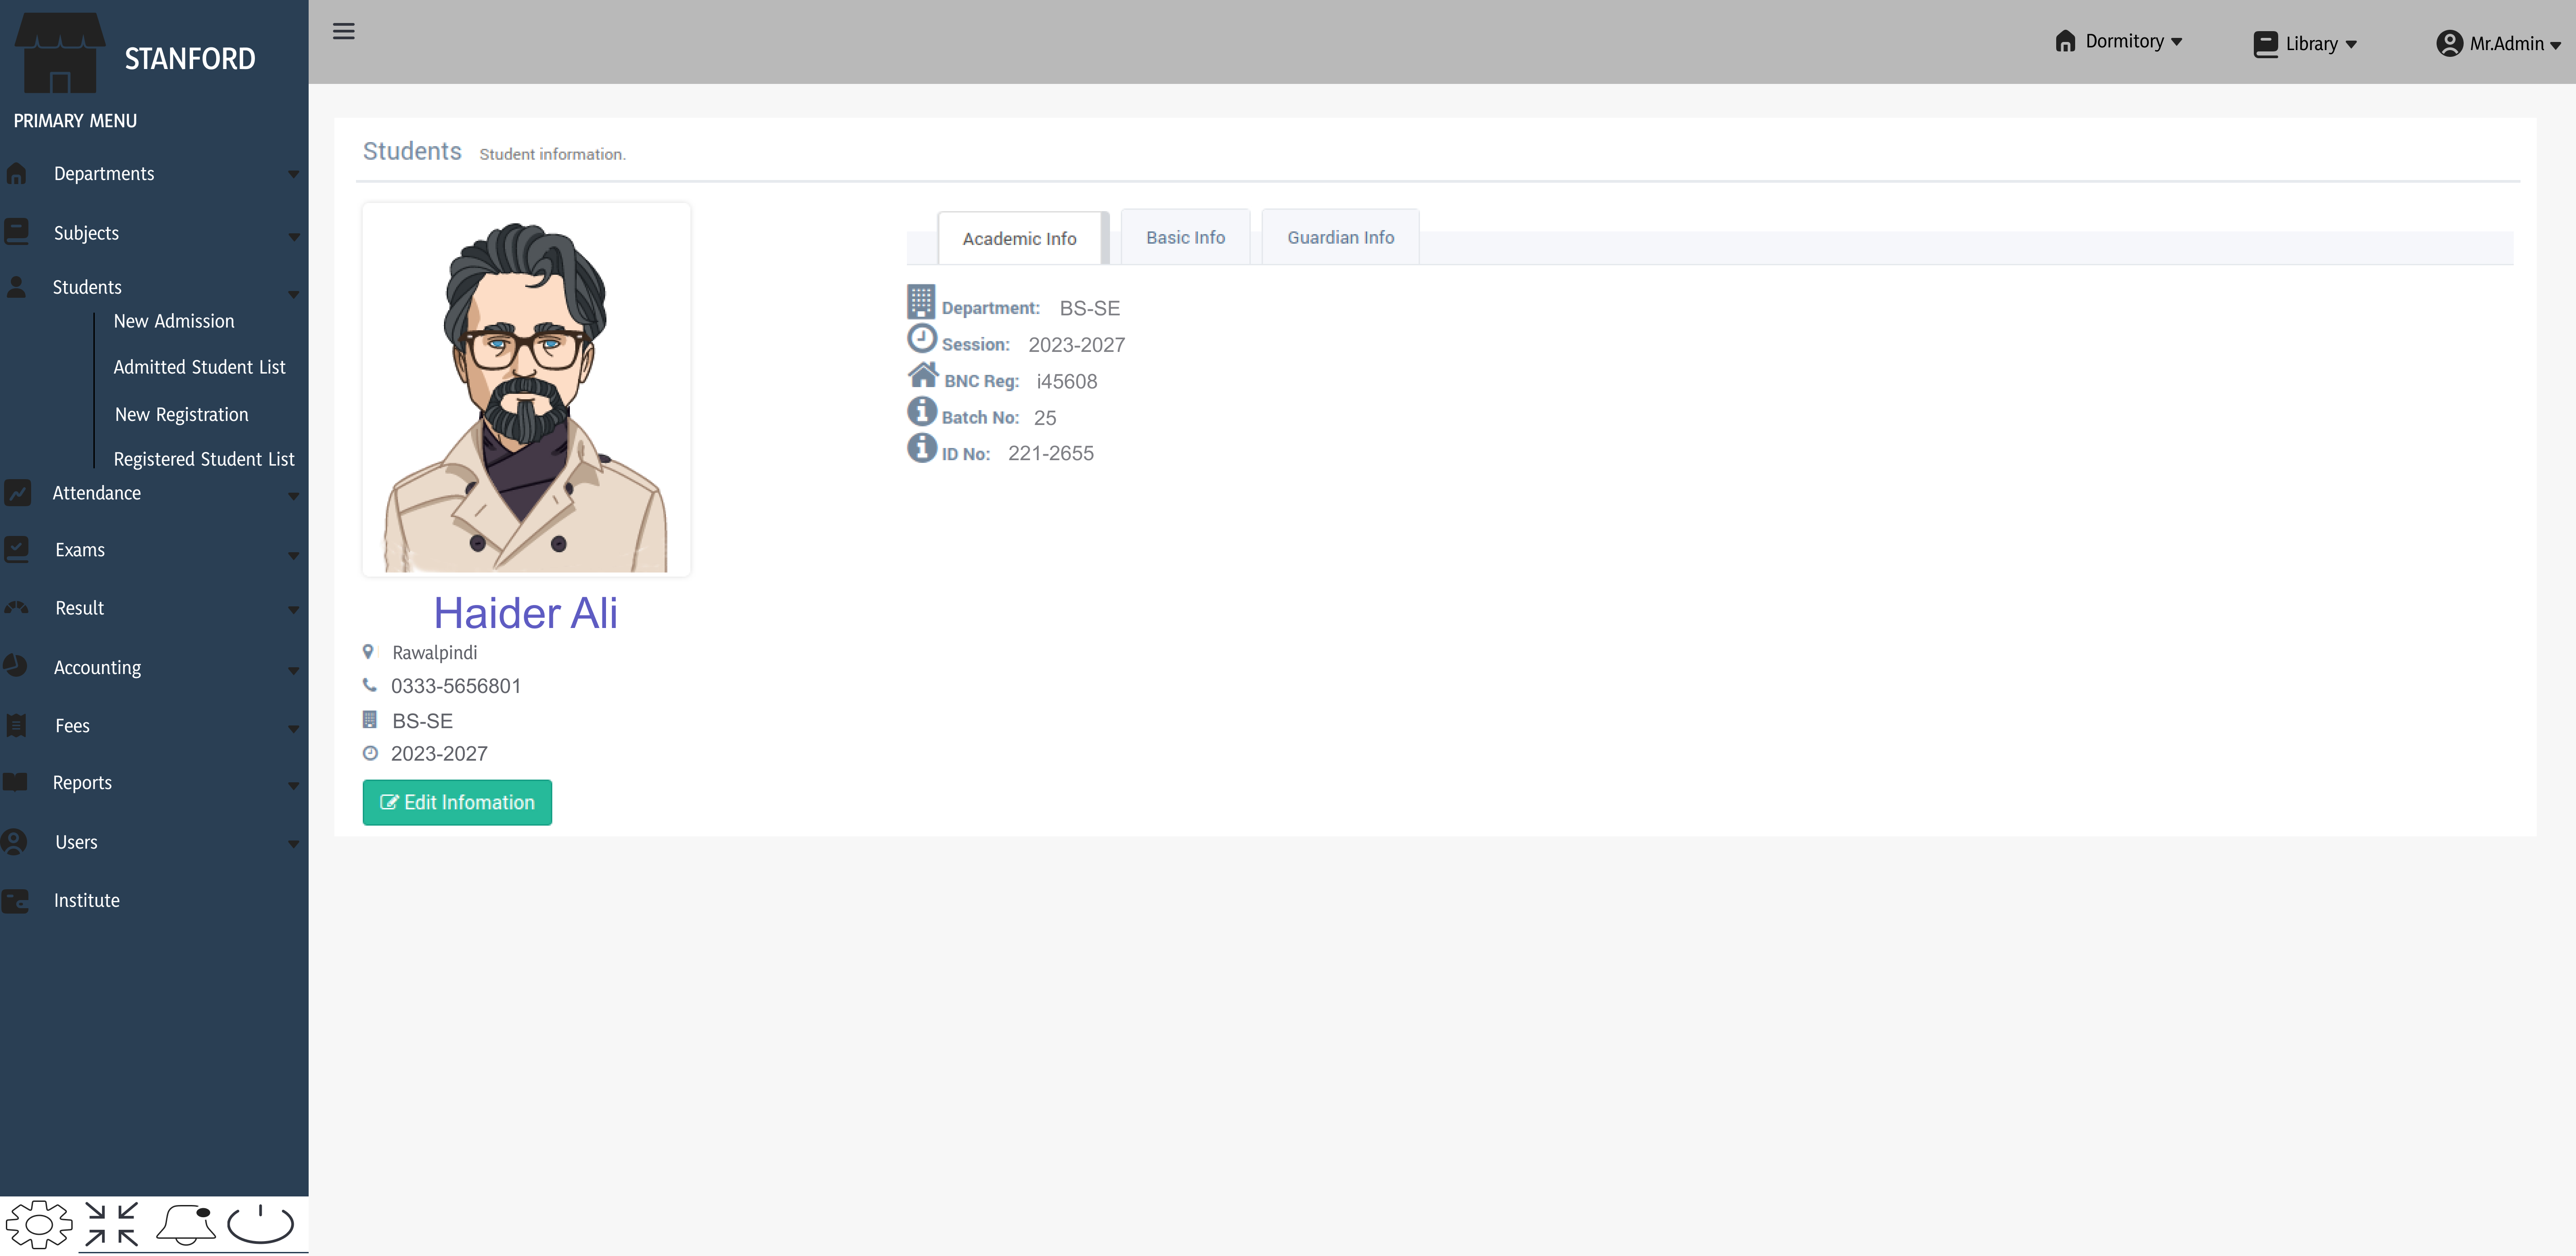 STANFORD
PRIMARY MENU
Departments
Subjects
Students
New Admission
Admitted Student List
New Registration
Registered Student List
Attendance
Exams
Result
Accounting
Fees
Reports
Users
Institute
Dormitory
Library
Mr.Admin
Students Student information.
Haider Ali
Rawalpindi
0333-5656801
BS-SE
2023-2027
Edit Infomation
Academic Info
Basic Info
Guardian Info
Department: BS-SE
Session: 2023-2027
BNC Reg: i45608
Batch No: 25
ID No: 221-2655